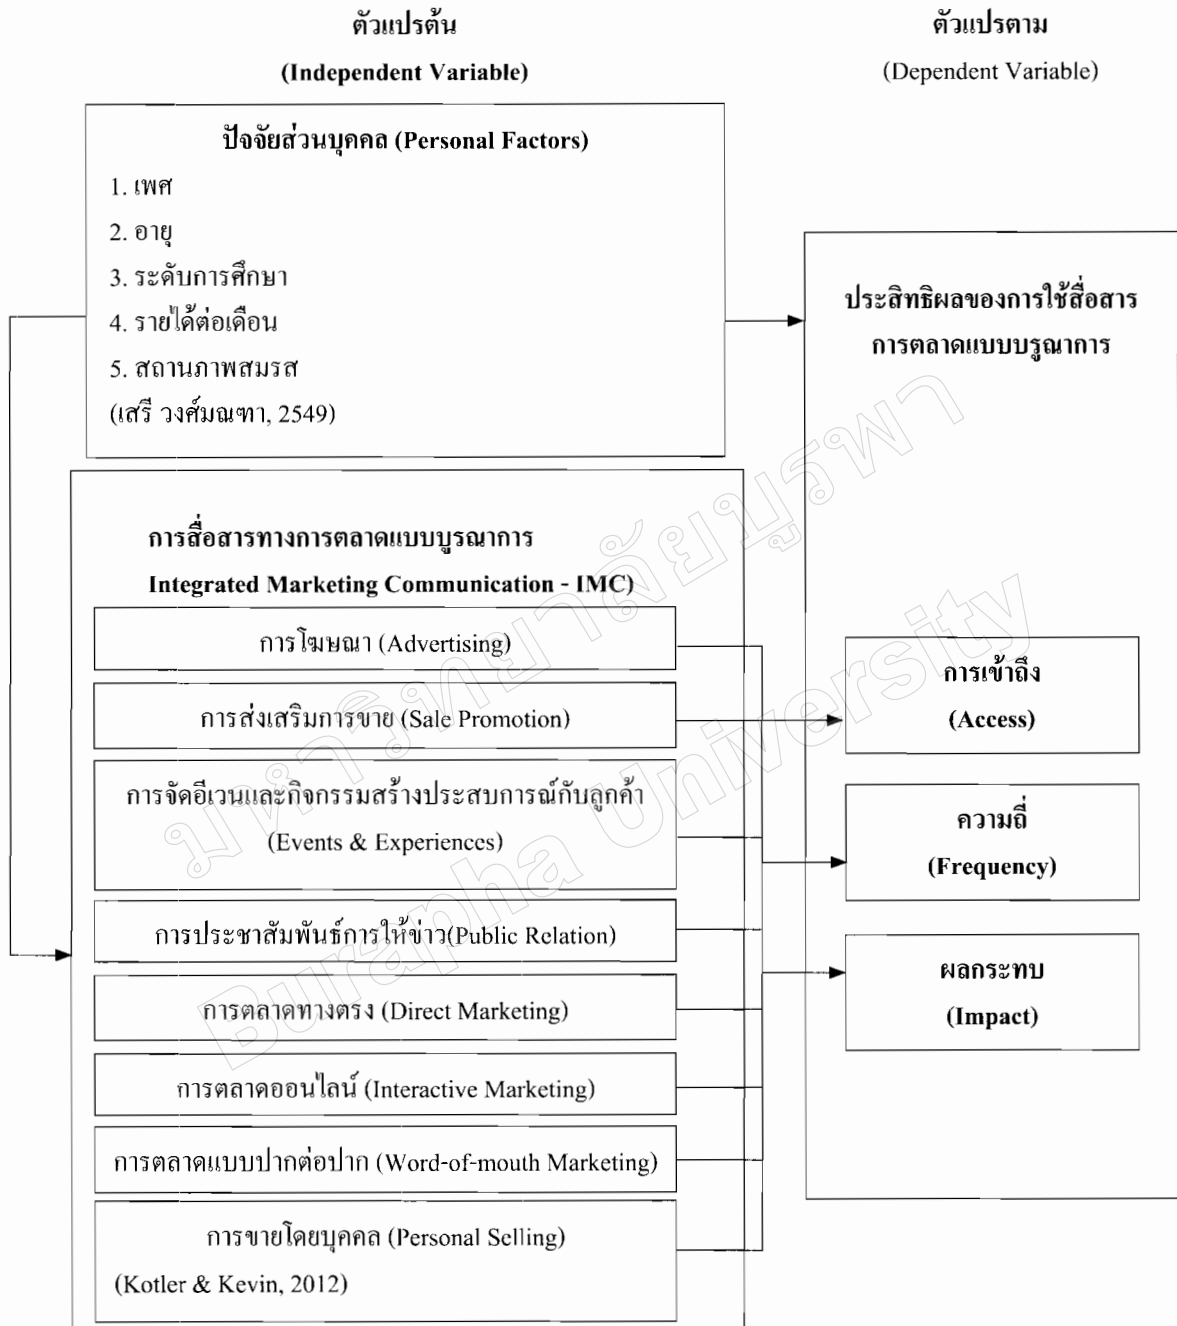 ตัวแปรต้น
(Independent Variable)
ตัวแปรตาม
(Dependent Variable)
ปัจจัยส่วนบุคคล (Personal Factors)
1. เพศ
2. อายุ
3. ระดับการศึกษา
4. รายได้ต่อเดือน
5. สถานภาพสมรส
(เสรี วงศ์มณฑา, 2549)
ประสิทธิผลของการใช้สื่อสาร
การตลาดแบบบรูณาการ
การสื่อสารทางการตลาดแบบบูรณาการ
Integrated Marketing Communication - IMC)
การโฆษณา (Advertising)
การส่งเสริมการขาย (Sale Promotion)
การจัดอีเวนและกิจกรรมสร้างประสบการณ์กับลูกค้า
(Events & Experiences)
การประชาสัมพันธ์การให้ข่าว(Public Relation)
การตลาดทางตรง (Direct Marketing)
การตลาดออนไลน์ (Interactive Marketing)
การตลาดแบบปากต่อปาก (Word-of-mouth Marketing)
การขายโดยบุคคล (Personal Selling)
(Kotler & Kevin, 2012)
การเข้าถึง
(Access)
ความถี่
(Frequency)
ผลกระทบ
(Impact)
มหาวิทยาลัยบูรพา
Burapha University